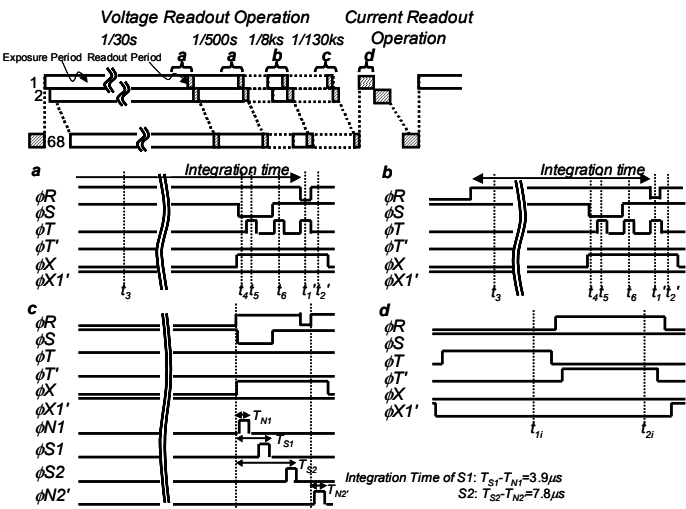 Voltage Readout Operation
Current Readout
Operation
1/30s 1/500s 1/8ks 1/130ks
Exposure Period Readout Period a a b c d
1
2
68
a
Integration time
ϕR
ϕS
ϕT
ϕT'
ϕX
ϕX1'
t3 t4 t5 t6 t1' t2'
b
Integration time
ϕR
ϕS
ϕT
ϕT'
ϕX
ϕX1'
t3 t4 t5 t6 t1' t2'
c
ϕR
ϕS
ϕT
ϕT'
ϕX
ϕX1'
ϕN1 TN1
ϕS1 TS1
ϕS2 TS2
ϕN2' TN2'
d
ϕR
ϕS
ϕT
ϕT'
ϕX
ϕX1'
t1i t2i
Integration Time of S1: TS1-TN1=3.9μs
S2: TS2-TN2=7.8μs